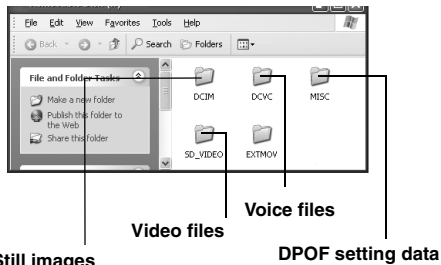 File Edit View Favorites Tools Help
Back Search Folders
File and Folder Tasks
Make a new folder
Publish this folder to
the Web
Share this folder
DCIM DCVC MISC
SD_VIDEO EXTMOV
Voice files
Video files
DPOF setting data
Still images